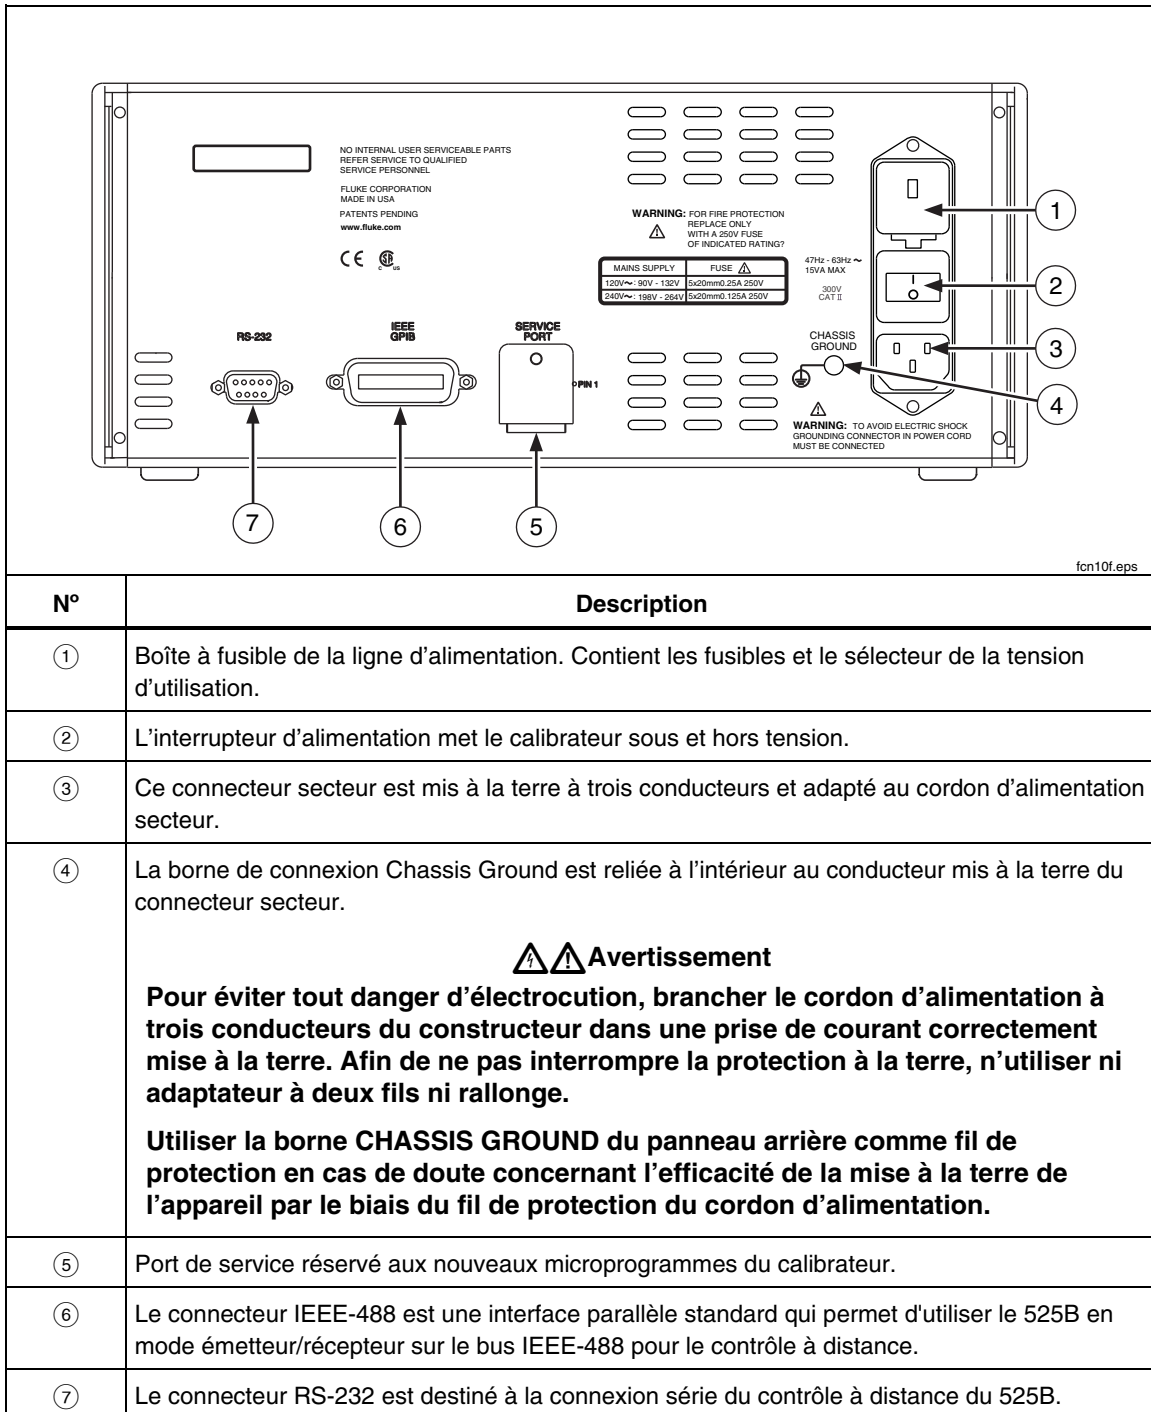 NO INTERNAL USER SERVICEABLE PARTS
REFER SERVICE TO QUALIFIED
SERVICE PERSONNEL
FLUKE CORPORATION
MADE IN USA
PATENTS PENDING
www.fluke.com
CE
C
US
WARNING: FOR FIRE PROTECTION
REPLACE ONLY
WITH A 250V FUSE
OF INDICATED RATING?
MAINS SUPPLY FUSE
120V~: 90V - 132V 5x20mm0.25A 250V
240V~: 198V - 264V 5x20mm0.125A 250V
47Hz - 63Hz ~
15VA MAX
300V
CAT II
1
2
3
4
RS-232
IEEE
GPIB
SERVICE
PORT
PIN 1
CHASSIS
GROUND
WARNING: TO AVOID ELECTRIC SHOCK
GROUNDING CONNECTOR IN POWER CORD
MUST BE CONNECTED
7
6
5
fcn10f.eps
Nº Description
1 Boîte à fusible de la ligne d’alimentation. Contient les fusibles et le sélecteur de la tension
d’utilisation.
2 L’interrupteur d’alimentation met le calibrateur sous et hors tension.
3 Ce connecteur secteur est mis à la terre à trois conducteurs et adapté au cordon d’alimentation
secteur.
4 La borne de connexion Chassis Ground est reliée à l’intérieur au conducteur mis à la terre du
connecteur secteur.
Avertissement
Pour éviter tout danger d’électrocution, brancher le cordon d’alimentation à
trois conducteurs du constructeur dans une prise de courant correctement
mise à la terre. Afin de ne pas interrompre la protection à la terre, n’utiliser ni
adaptateur à deux fils ni rallonge.
Utiliser la borne CHASSIS GROUND du panneau arrière comme fil de
protection en cas de doute concernant l’efficacité de la mise à la terre de
l’appareil par le biais du fil de protection du cordon d’alimentation.
5 Port de service réservé aux nouveaux microprogrammes du calibrateur.
6 Le connecteur IEEE-488 est une interface parallèle standard qui permet d'utiliser le 525B en
mode émetteur/récepteur sur le bus IEEE-488 pour le contrôle à distance.
7 Le connecteur RS-232 est destiné à la connexion série du contrôle à distance du 525B.